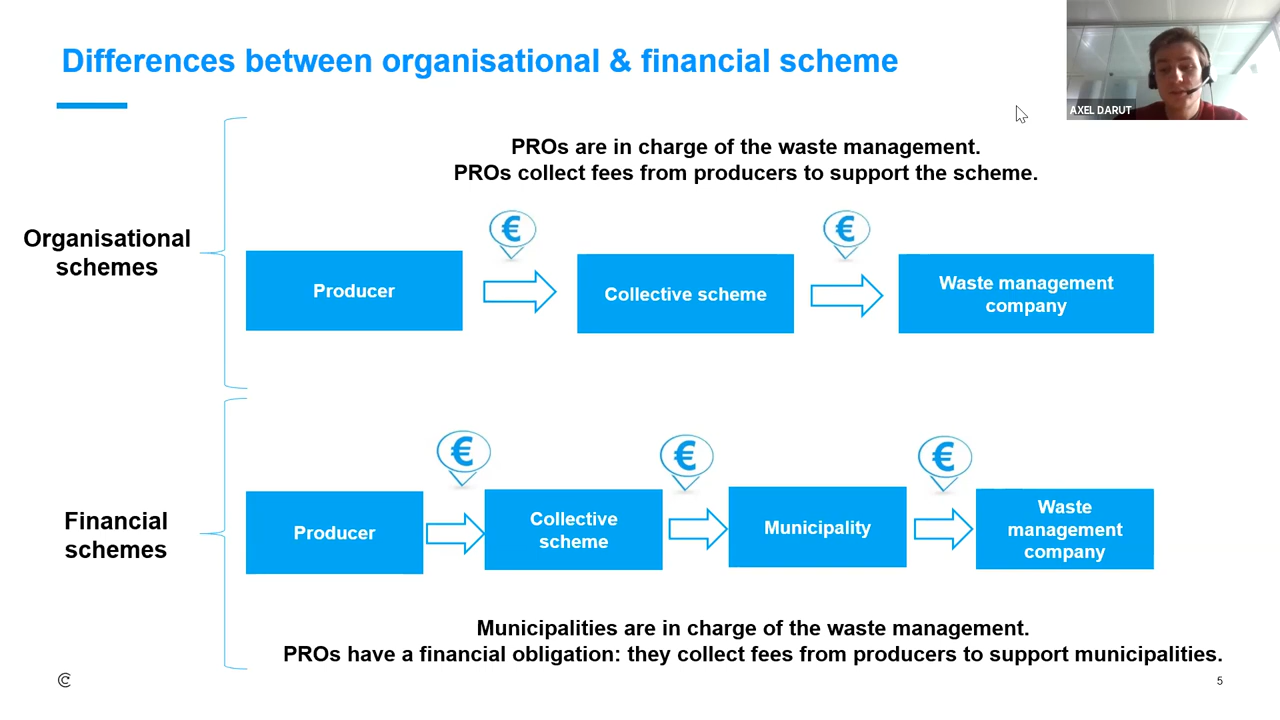 Differences between organisational & financial scheme
AXEL DARUT
PROs are in charge of the waste management.
PROs collect fees from producers to support the scheme.
Organisational
schemes
€
€
Producer
Collective scheme
Waste management
company
Financial
schemes
€
€
€
Producer
Collective
scheme
Municipality
Waste
management
company
Municipalities are in charge of the waste management.
PROs have a financial obligation: they collect fees from producers to support municipalities.
5